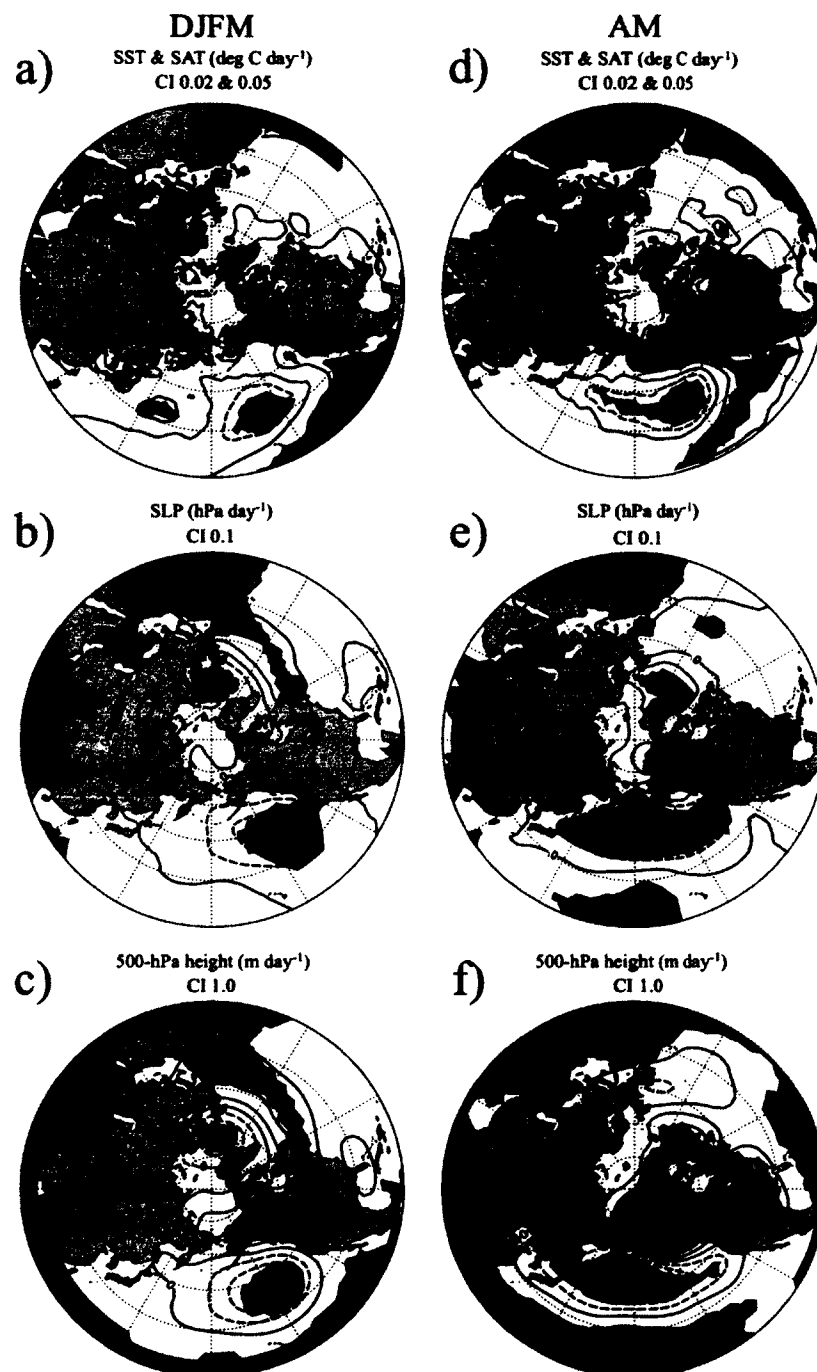 DJFM
SST & SAT (deg C day⁻¹)
CI 0.02 & 0.05
a)
SLP (hPa day⁻¹)
CI 0.1
b)
500-hPa height (m day⁻¹)
CI 1.0
c)
AM
SST & SAT (deg C day⁻¹)
CI 0.02 & 0.05
d)
SLP (hPa day⁻¹)
CI 0.1
e)
500-hPa height (m day⁻¹)
CI 1.0
f)